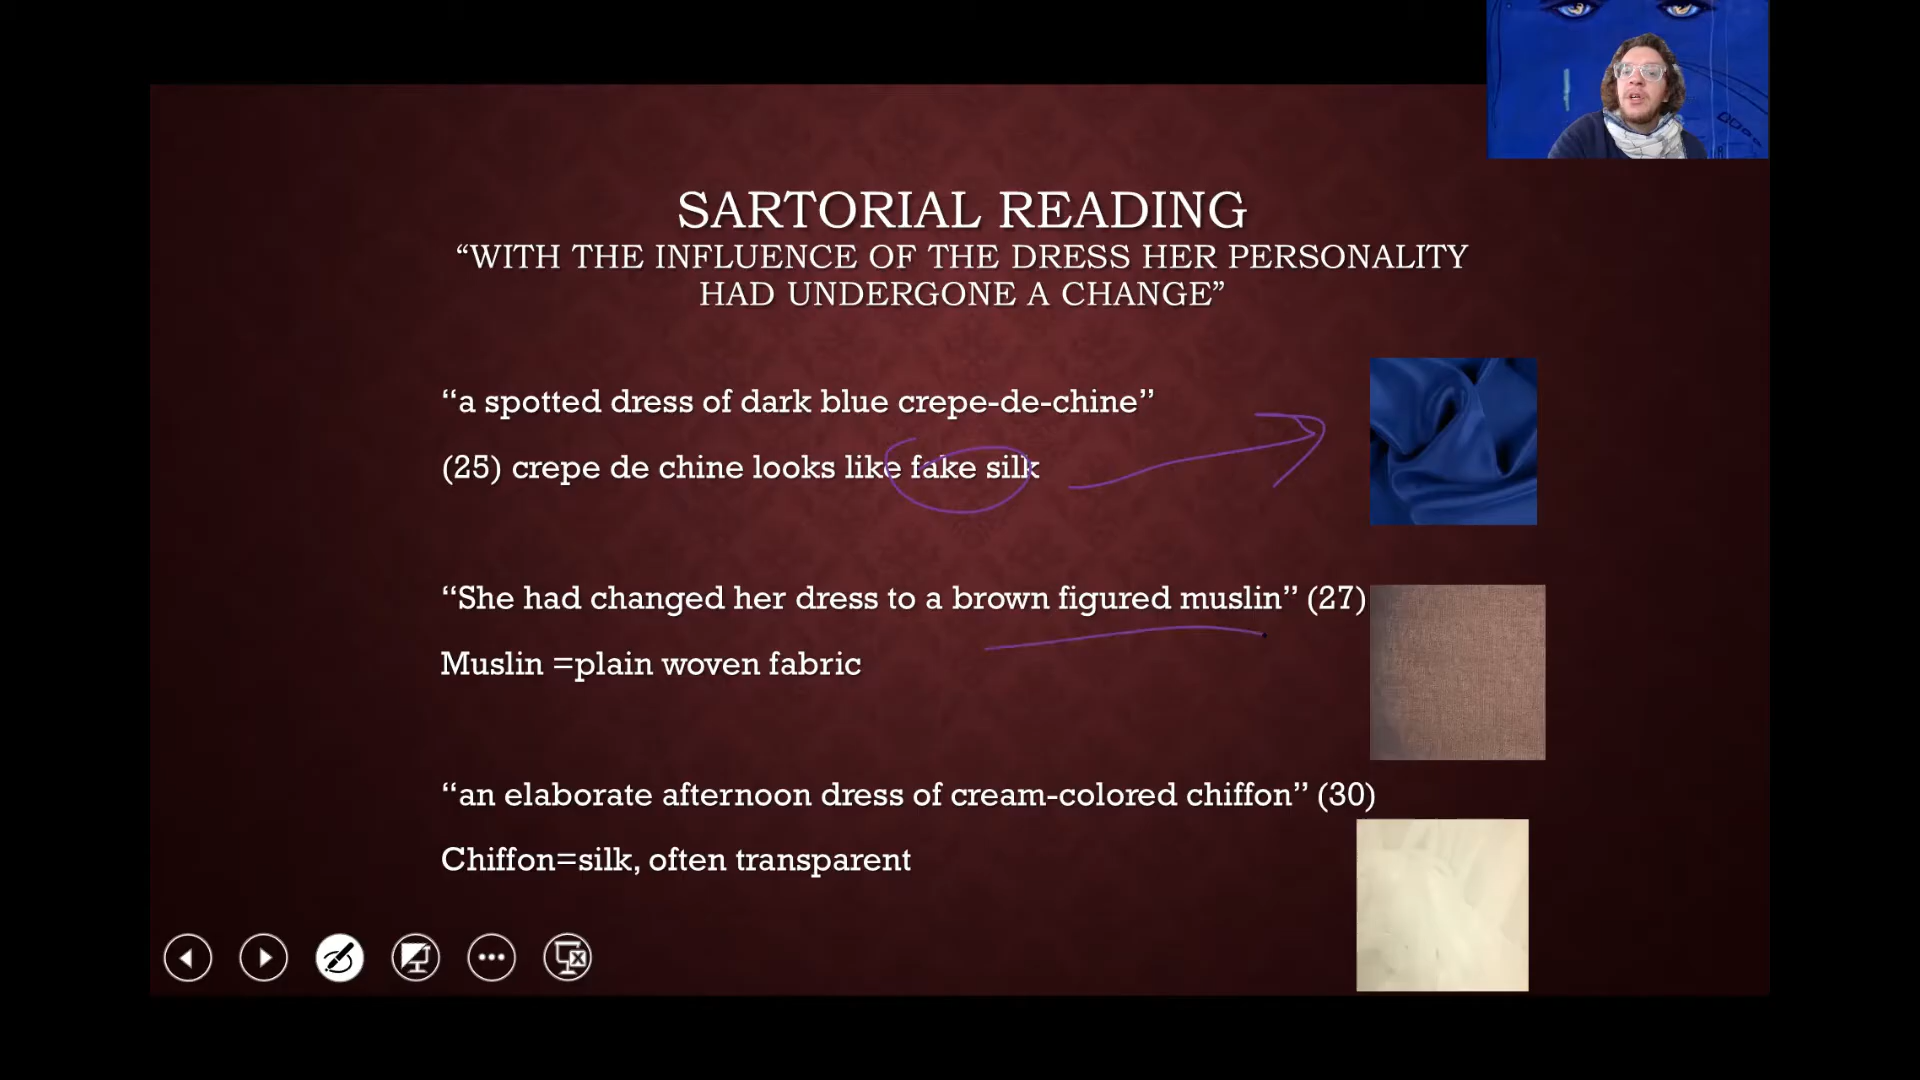 SARTORIAL READING
“WITH THE INFLUENCE OF THE DRESS HER PERSONALITY
HAD UNDERGONE A CHANGE”
“a spotted dress of dark blue crepe-de-chine”
(25) crepe de chine looks like fake silk
“She had changed her dress to a brown figured muslin” (27)
Muslin =plain woven fabric
“an elaborate afternoon dress of cream-colored chiffon” (30)
Chiffon=silk, often transparent